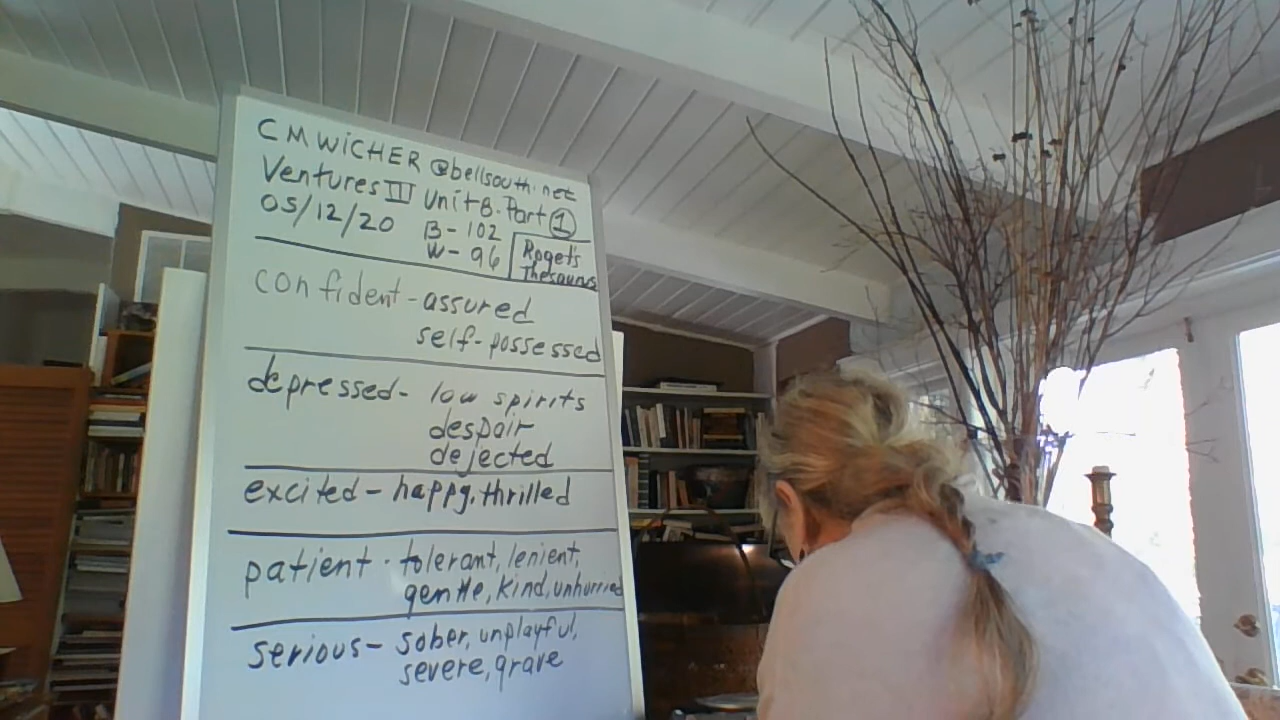 CMWiCHER@bellsouth.net
Ventures III Unit 8. Part 1
05/12/20 B-102
W-96
Rogets
Thesaurus
confident-assured
self-possessed
depressed- low spirits
despair
dejected
excited-happy, thrilled
patient - tolerant, lenient,
gentle, kind, unhurried
serious-sober, unplayful,
severe, grave